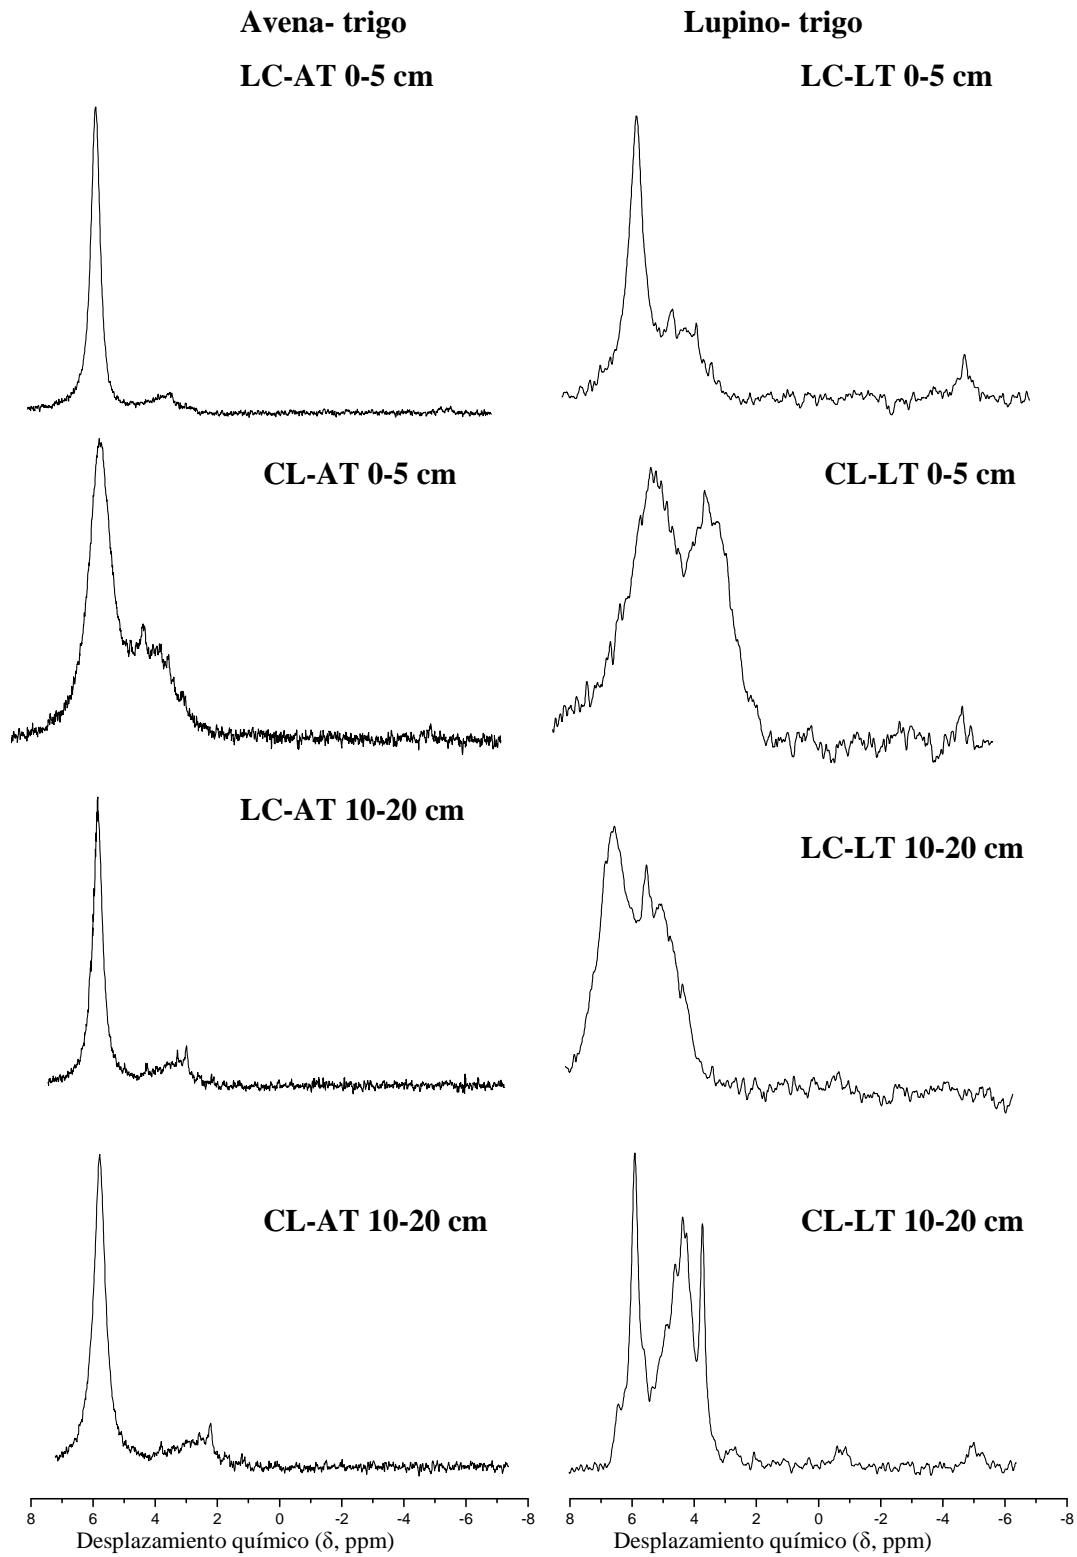 Avena- trigo
Lupino- trigo
LC-AT 0-5 cm
LC-LT 0-5 cm
CL-AT 0-5 cm
CL-LT 0-5 cm
LC-AT 10-20 cm
LC-LT 10-20 cm
CL-AT 10-20 cm
CL-LT 10-20 cm
8 6 4 2 0 -2 -4 -6 -8
8 6 4 2 0 -2 -4 -6 -8
Desplazamiento químico (δ, ppm)
Desplazamiento químico (δ, ppm)